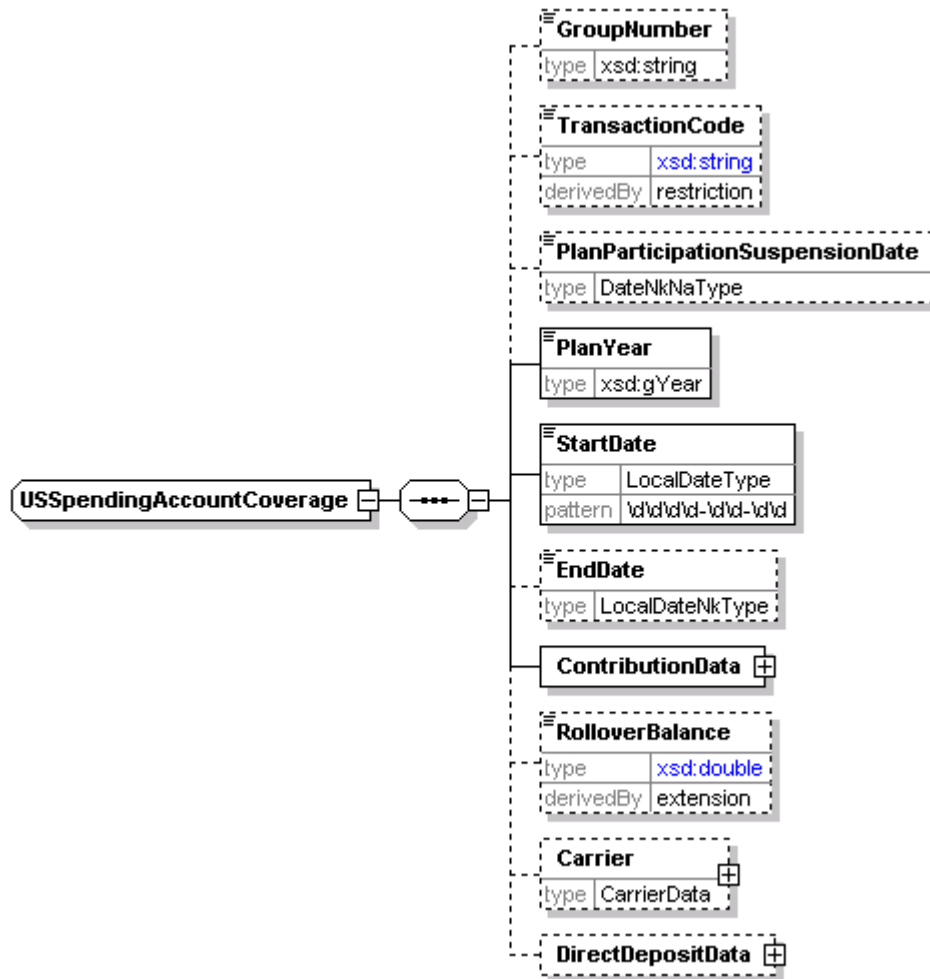 GroupNumber
type xsd:string
TransactionCode
type xsd:string
derivedBy restriction
PlanParticipationSuspensionDate
type DateNkNaType
PlanYear
type xsd:gYear
StartDate
type LocalDateType
pattern \d\d\d\d-\d\d-\d\d
USSpendingAccountCoverage
EndDate
type LocalDateNkType
ContributionData
RolloverBalance
type xsd:double
derivedBy extension
Carrier
type CarrierData
DirectDepositData